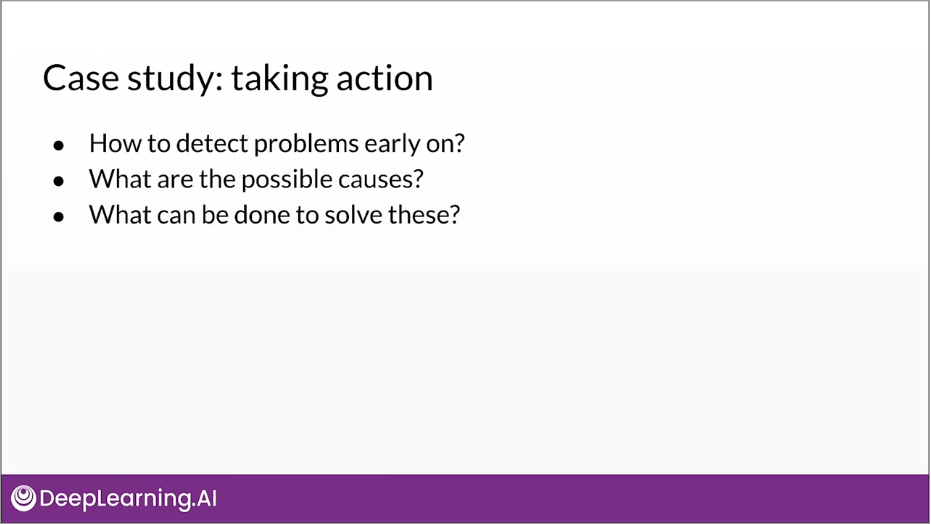 Case study: taking action
● How to detect problems early on?
● What are the possible causes?
● What can be done to solve these?
DeepLearning.AI